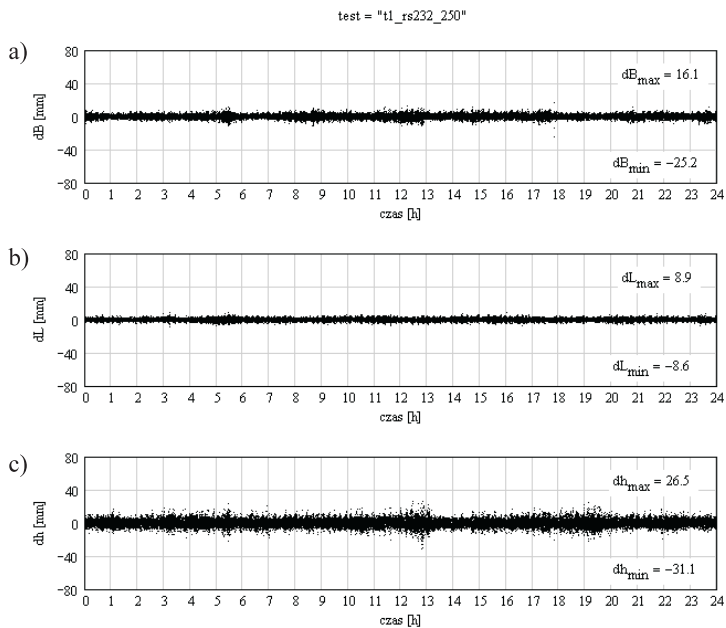 test = "t1_rs232_250"
a)
80
40
0
−40
−80
dB [mm]
dBmax = 16.1
dBmin = −25.2
0 1 2 3 4 5 6 7 8 9 10 11 12 13 14 15 16 17 18 19 20 21 22 23 24
czas [h]
b)
80
40
0
−40
−80
dL [mm]
dLmax = 8.9
dLmin = −8.6
0 1 2 3 4 5 6 7 8 9 10 11 12 13 14 15 16 17 18 19 20 21 22 23 24
czas [h]
c)
80
40
0
−40
−80
dh [mm]
dhmax = 26.5
dhmin = −31.1
0 1 2 3 4 5 6 7 8 9 10 11 12 13 14 15 16 17 18 19 20 21 22 23 24
czas [h]